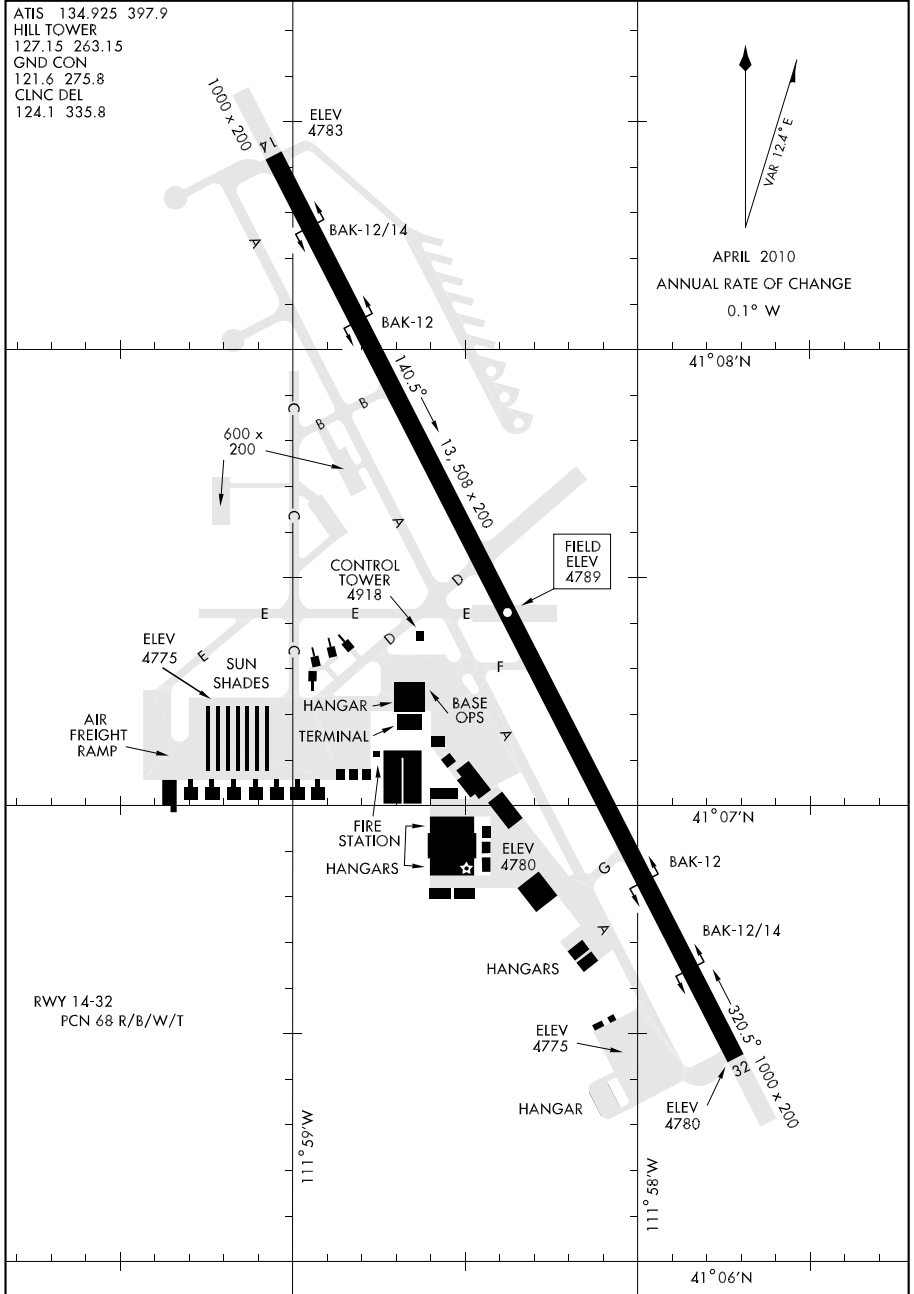 ATIS 134.925 397.9
HILL TOWER
127.15 263.15
GND CON
121.6 275.8
CLNC DEL
124.1 335.8
1000 x 200
14
ELEV
4783
VAR 12.4° E
APRIL 2010
ANNUAL RATE OF CHANGE
0.1° W
A
BAK-12/14
BAK-12
41°08'N
140.5°
13, 508 x 200
C
B
B
600 x
200
C
A
CONTROL
TOWER
4918
D
FIELD
ELEV
4789
E
E
E
D
C
E
ELEV
4775
SUN
SHADES
F
HANGAR
BASE
OPS
TERMINAL
A
AIR
FREIGHT
RAMP
41°07'N
FIRE
STATION
HANGARS
ELEV
4780
G
BAK-12
A
BAK-12/14
HANGARS
RWY 14-32
PCN 68 R/B/W/T
320.5°
1000 x 200
32
ELEV
4775
HANGAR
ELEV
4780
111°59'W
111°58'W
41°06'N